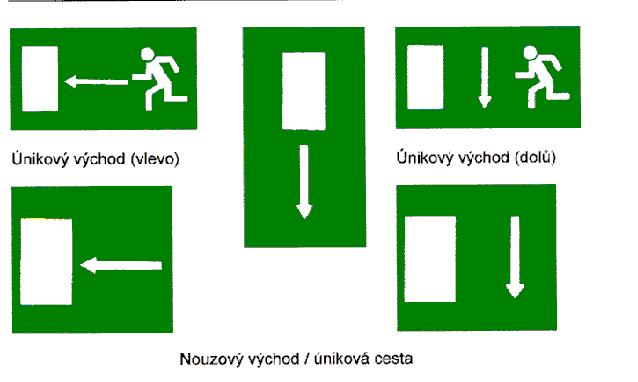 Únikový východ (vlevo)
Únikový východ (dolů)
Nouzový východ / úniková cesta